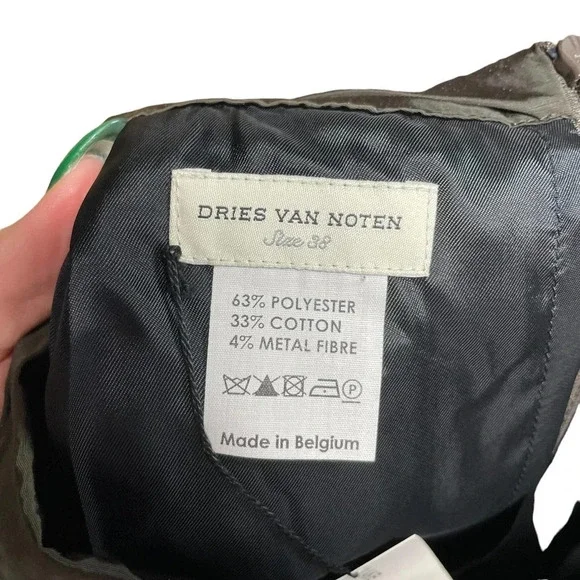 DRIES VAN NOTEN
Size 38
63% POLYESTER
33% COTTON
4% METAL FIBRE
P
Made in Belgium